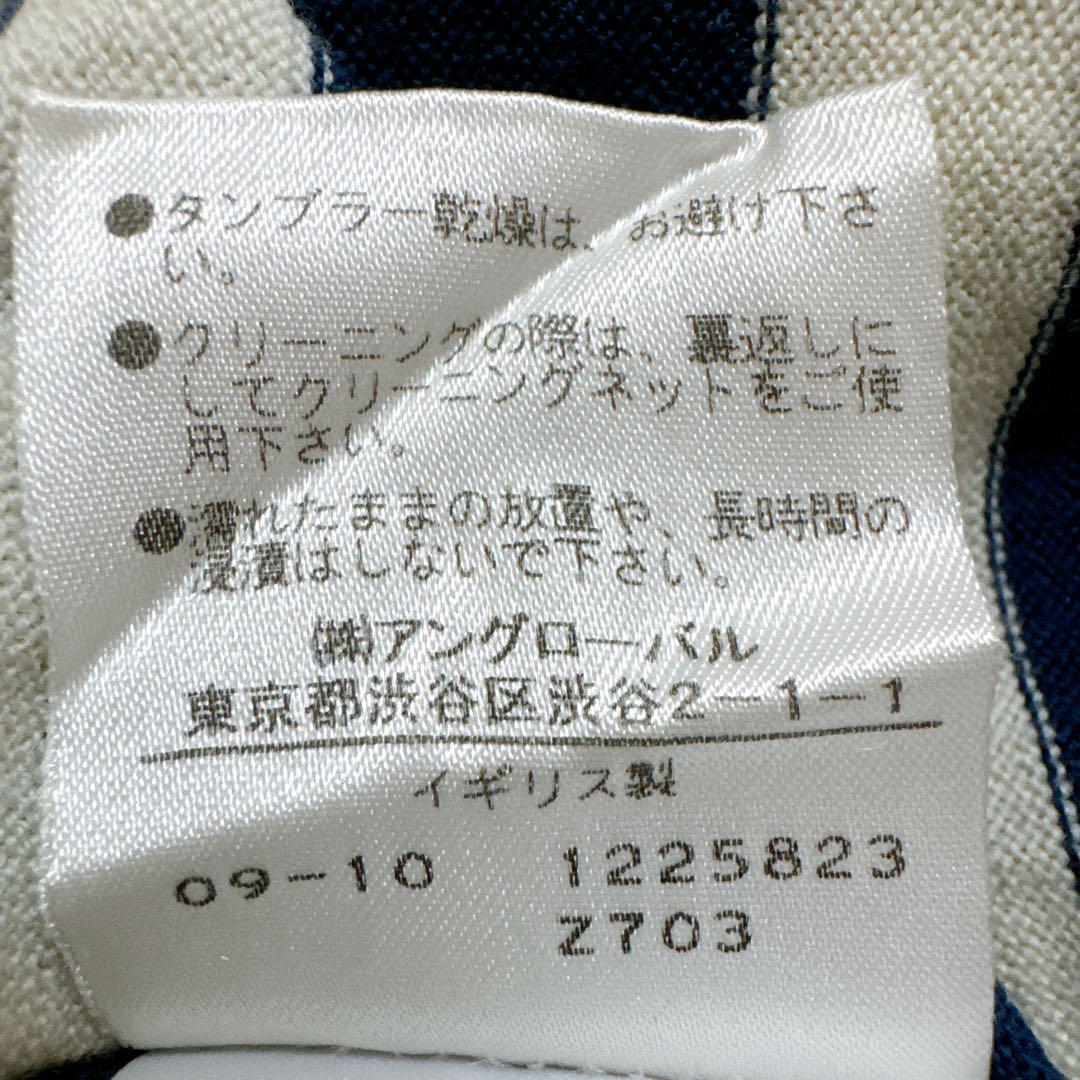 ●タンブラー乾燥は、お避け下さ
い。
●クリーニングの際は、裏返しに
してクリーニングネットをご使
用下さい。
●濡れたままの放置や、長時間の
浸漬はしないで下さい。
㈱アングローバル
東京都渋谷区渋谷2-1-1
イギリス製
09-10 1225823
Z703